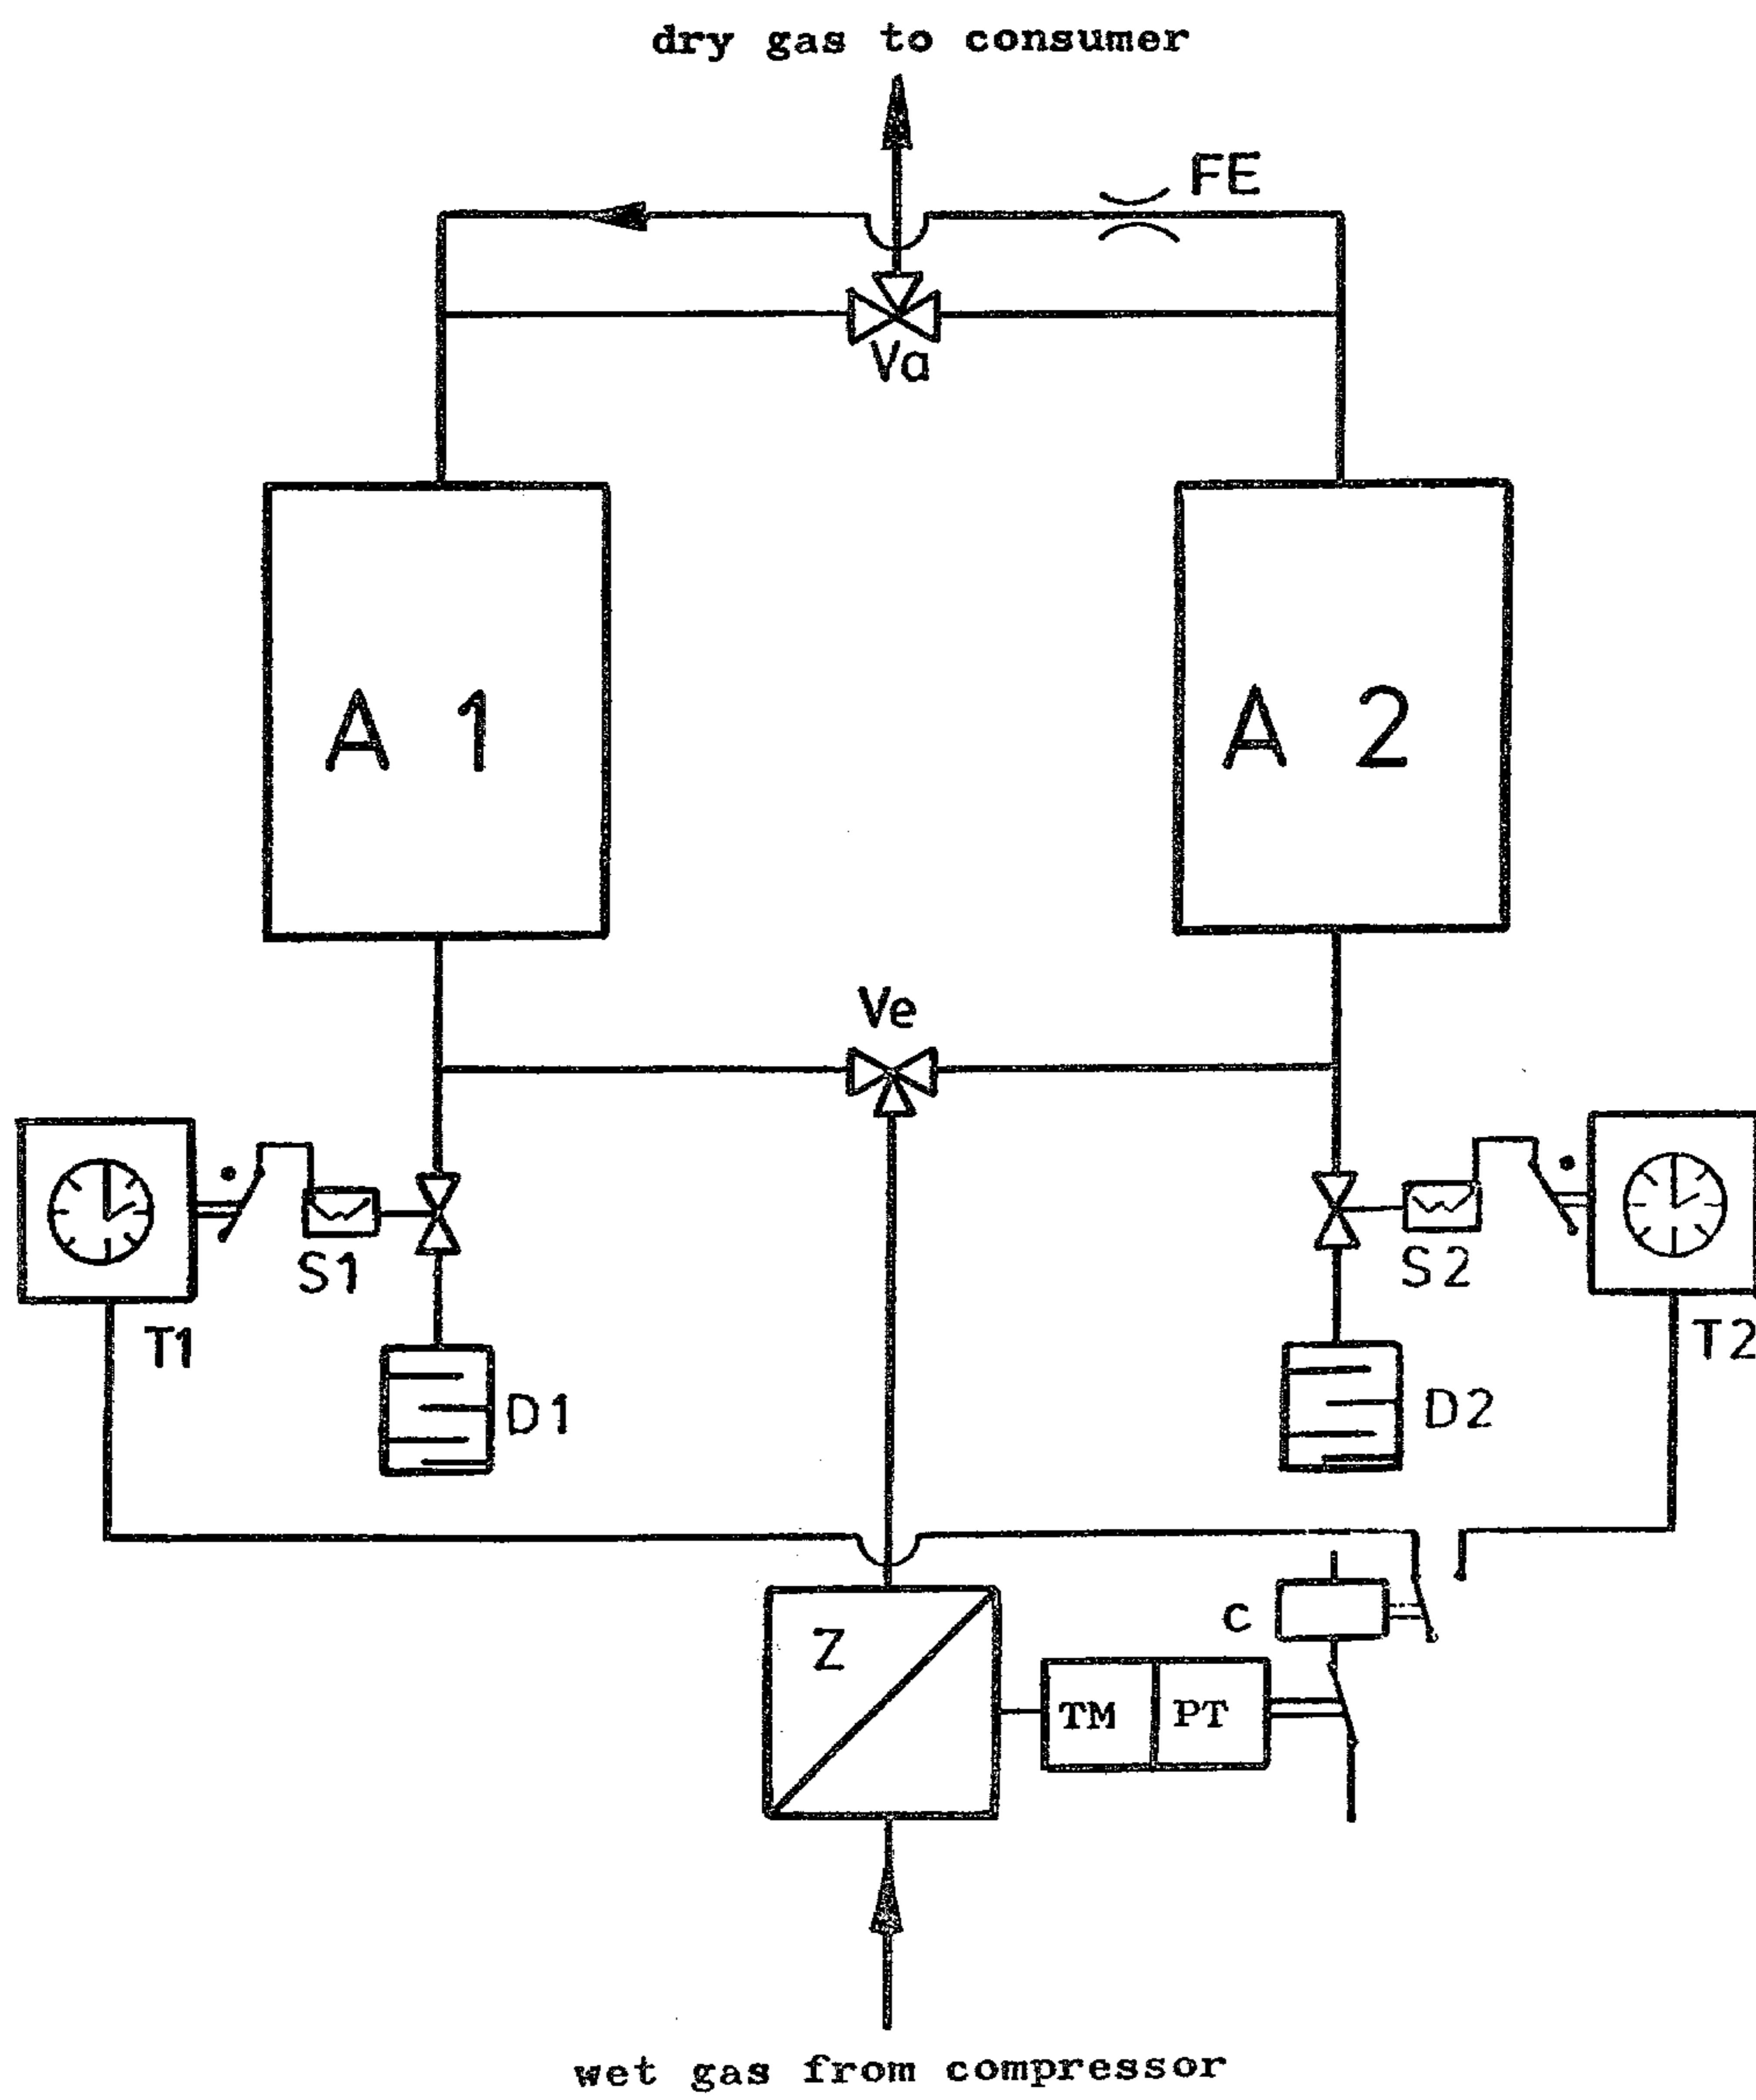 dry gas to consumer
FE
Va
A 1
A 2
Ve
S1
S2
T1
T2
D1
D2
Z
C
TM
PT
wet gas from compressor